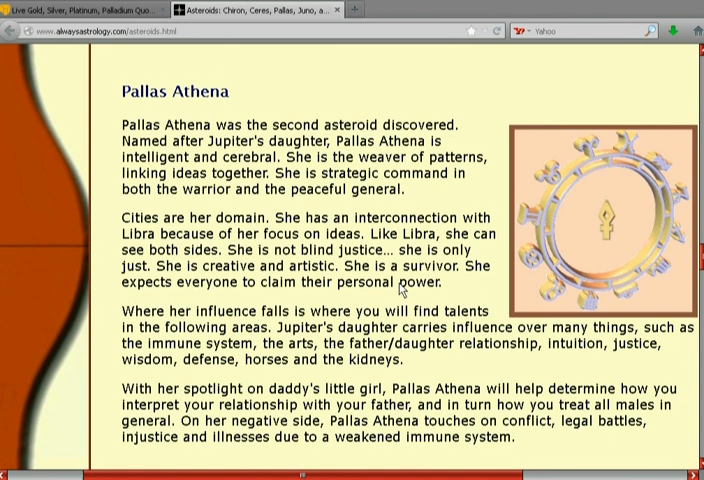 Live Gold, Silver, Platinum, Palladium Quo...
Asteroids: Chiron, Ceres, Pallas, Juno, a...
www.alwaysastrology.com/asteroids.html
Yahoo
Pallas Athena
Pallas Athena was the second asteroid discovered.
Named after Jupiter's daughter, Pallas Athena is
intelligent and cerebral. She is the weaver of patterns,
linking ideas together. She is strategic command in
both the warrior and the peaceful general.
Cities are her domain. She has an interconnection with
Libra because of her focus on ideas. Like Libra, she can
see both sides. She is not blind justice... she is only
just. She is creative and artistic. She is a survivor. She
expects everyone to claim their personal power.
Where her influence falls is where you will find talents
in the following areas. Jupiter's daughter carries influence over many things, such as
the immune system, the arts, the father/daughter relationship, intuition, justice,
wisdom, defense, horses and the kidneys.
With her spotlight on daddy's little girl, Pallas Athena will help determine how you
interpret your relationship with your father, and in turn how you treat all males in
general. On her negative side, Pallas Athena touches on conflict, legal battles,
injustice and illnesses due to a weakened immune system.